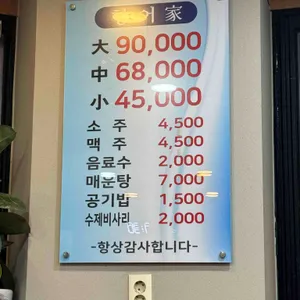 家
大 90,000
中 68,000
小 45,000
소주 4,500
맥주 4,500
음료수 2,000
매운탕 7,000
공기밥 1,500
수제비사리 2,000
-항상감사합니다-